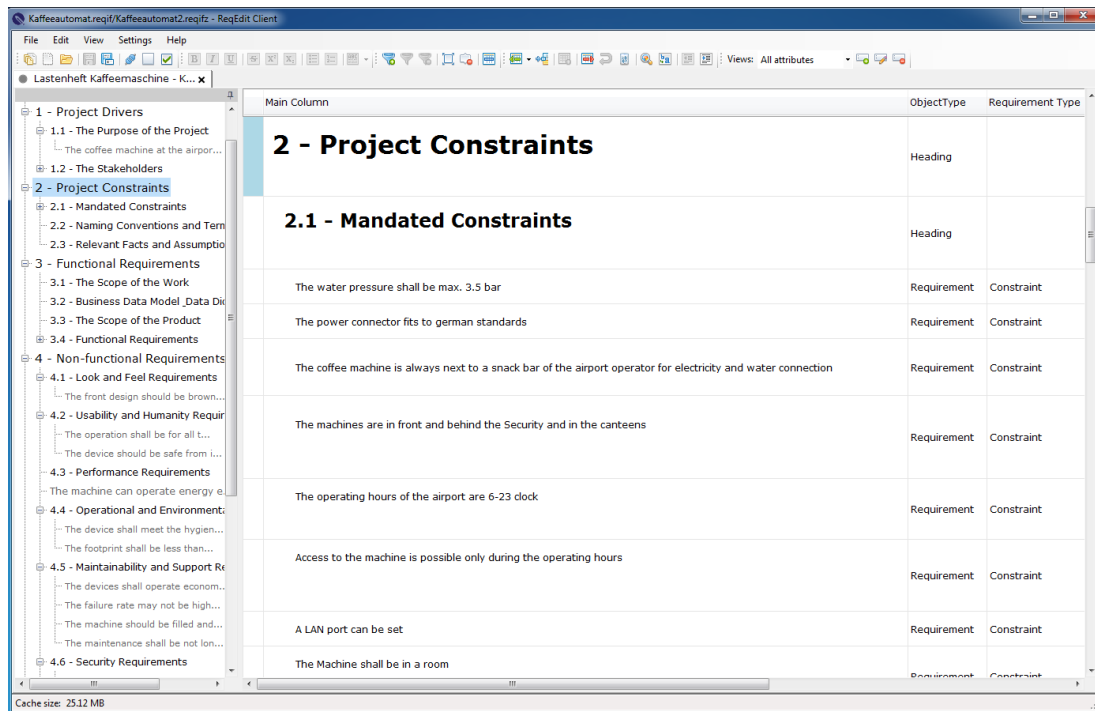 Kaffeeautomat.reqif/Kaffeeautomat2.reqifz - ReqEdit Client
File Edit View Settings Help
B I U Views: All attributes
Lastenheft Kaffeemaschine - K... x
1 - Project Drivers
1.1 - The Purpose of the Project
The coffee machine at the airpor...
1.2 - The Stakeholders
2 - Project Constraints
2.1 - Mandated Constraints
2.2 - Naming Conventions and Tern
2.3 - Relevant Facts and Assumptio
3 - Functional Requirements
3.1 - The Scope of the Work
3.2 - Business Data Model _Data Dic
3.3 - The Scope of the Product
3.4 - Functional Requirements
4 - Non-functional Requirements
4.1 - Look and Feel Requirements
The front design should be brown...
4.2 - Usability and Humanity Requir
The operation shall be for all t...
The device should be safe from i...
4.3 - Performance Requirements
The machine can operate energy e.
4.4 - Operational and Environmenta
The device shall meet the hygien...
The footprint shall be less than...
4.5 - Maintainability and Support Re
The devices shall operate econom...
The failure rate may not be high...
The machine should be filled and...
The maintenance shall be not lon...
4.6 - Security Requirements
Main Column ObjectType Requirement Type
2 - Project Constraints Heading
2.1 - Mandated Constraints Heading
The water pressure shall be max. 3.5 bar Requirement Constraint
The power connector fits to german standards Requirement Constraint
The coffee machine is always next to a snack bar of the airport operator for electricity and water connection Requirement Constraint
The machines are in front and behind the Security and in the canteens Requirement Constraint
The operating hours of the airport are 6-23 clock Requirement Constraint
Access to the machine is possible only during the operating hours Requirement Constraint
A LAN port can be set Requirement Constraint
The Machine shall be in a room Requirement Constraint
Cache size: 25.12 MB